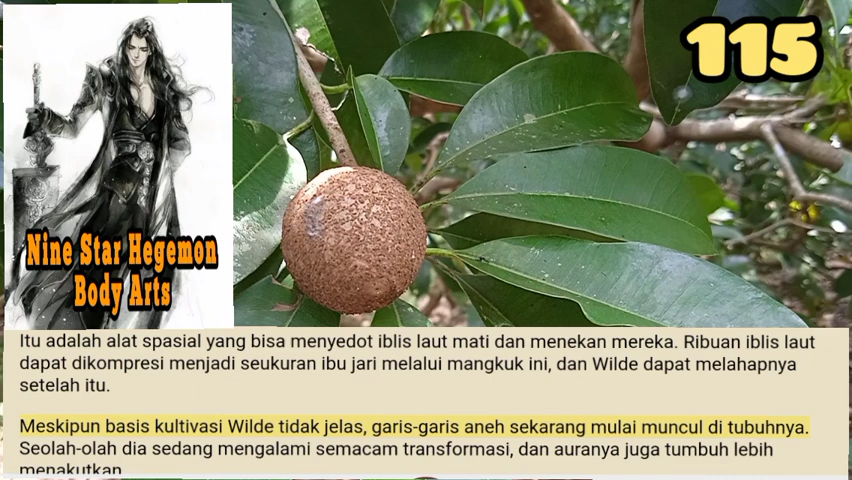 115
Nine Star Hegemon
Body Arts
Itu adalah alat spasial yang bisa menyedot iblis laut mati dan menekan mereka. Ribuan iblis laut
dapat dikompresi menjadi seukuran ibu jari melalui mangkuk ini, dan Wilde dapat melahapnya
setelah itu.
Meskipun basis kultivasi Wilde tidak jelas, garis-garis aneh sekarang mulai muncul di tubuhnya.
Seolah-olah dia sedang mengalami semacam transformasi, dan auranya juga tumbuh lebih
menakutkan